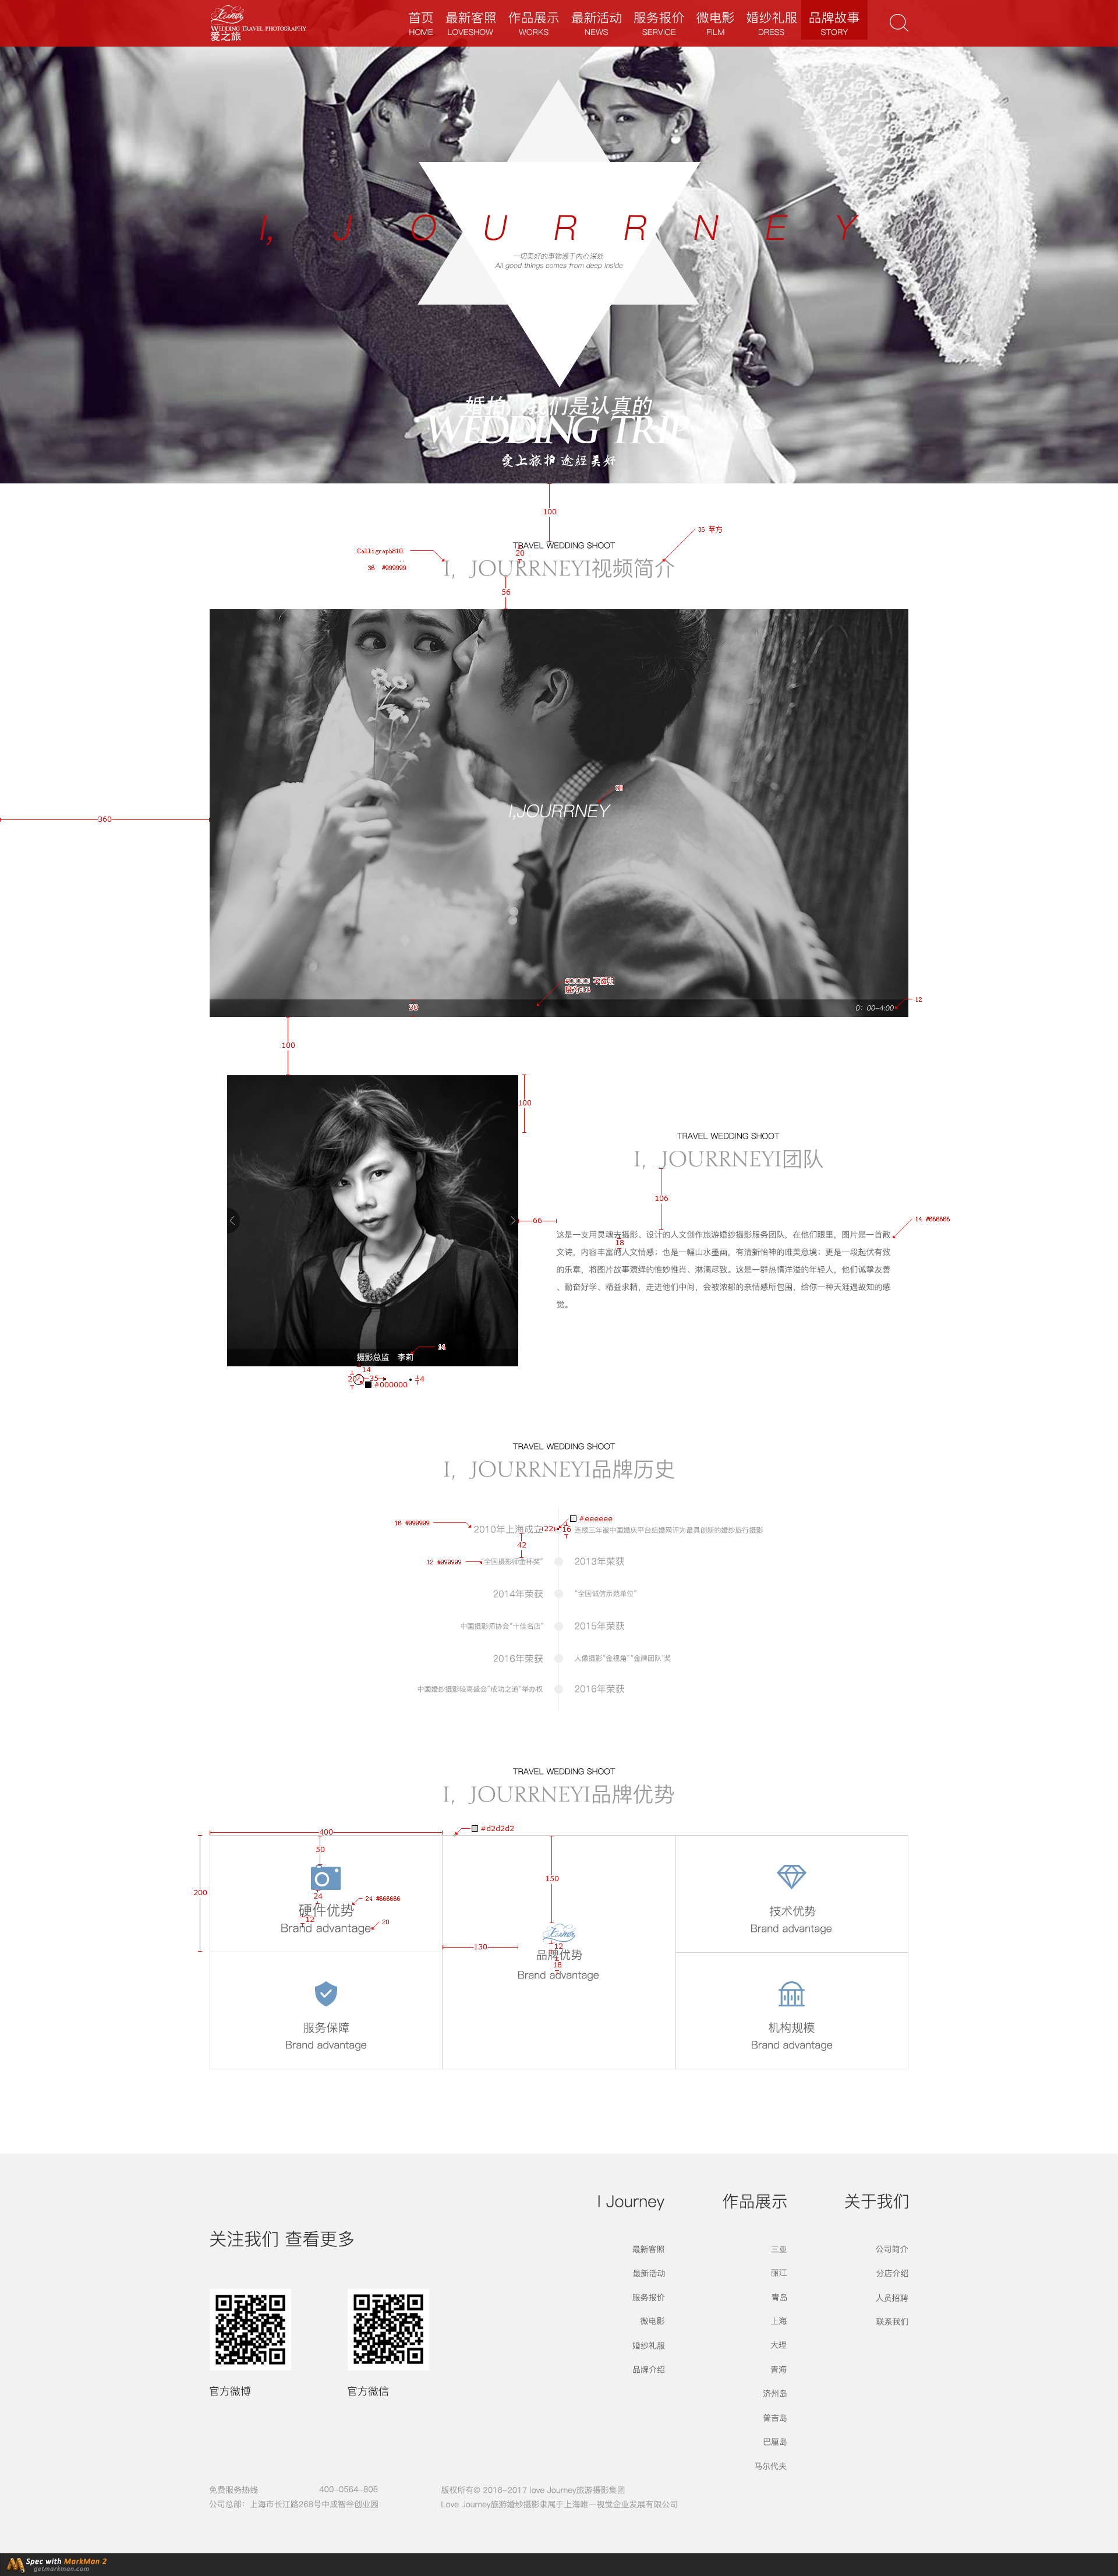 WEDDING TRAVEL PHOTOGRAPHY
爱之旅
首页 最新客照 作品展示 最新活动 服务报价 微电影 婚纱礼服 品牌故事
HOME LOVESHOW WORKS NEWS SERVICE FILM DRESS STORY
I, J O U R R N E Y
一切美好的事物源于内心深处
All good things comes from deep inside
婚拍 我们是认真的
WEDDING TRIP
爱上旅拍 途经美好
100
TRAVEL WEDDING SHOOT
20
36 苹方
36 #999999
I, JOURRNEYI视频简介
56
360
I,JOURRNEY
30
0: 00-4:00
12
100
100
TRAVEL WEDDING SHOOT
I, JOURRNEYI团队
106
66
14 #666666
这是一支用灵魂去摄影、设计的人文创作旅游婚纱摄影服务团队，在他们眼里，图片是一首散
18
文诗，内容丰富的人文情感；也是一幅山水墨画，有清新怡神的唯美意境；更是一段起伏有致
的乐章，将图片故事演绎的惟妙惟肖、淋漓尽致。这是一群热情洋溢的年轻人，他们诚挚友善
、勤奋好学、精益求精，走进他们中间，会被浓郁的亲情感所包围，给你一种天涯遇故知的感
觉。
14
摄影总监 李莉
14
20 35 4
#000000
TRAVEL WEDDING SHOOT
I, JOURRNEYI品牌历史
16 #999999
#eeeeee
2010年上海成立 22 16 连续三年被中国婚庆平台结婚网评为最具创新的婚纱旅行摄影
42
12 #999999
“全国摄影师金杯奖” 2013年荣获
2014年荣获 “全国诚信示范单位”
中国摄影师协会“十佳名店” 2015年荣获
2016年荣获 人像摄影“金视角”“金牌团队”奖
中国婚纱摄影较高盛会“成功之道”举办权 2016年荣获
TRAVEL WEDDING SHOOT
I, JOURRNEYI品牌优势
400
#d2d2d2
50
200
150
24
24 #666666
硬件优势
12
20
Brand advantage
130
12
品牌优势
18
Brand advantage
技术优势
Brand advantage
服务保障
Brand advantage
机构规模
Brand advantage
I Journey 作品展示 关于我们
关注我们 查看更多
最新客照 三亚 公司简介
最新活动 丽江 分店介绍
服务报价 青岛 人员招聘
微电影 上海 联系我们
婚纱礼服 大理
品牌介绍 青海
官方微博 官方微信
济州岛
普吉岛
巴厘岛
马尔代夫
免费服务热线 400-0564-808 版权所有© 2016-2017 love Journey旅游摄影集团
公司总部：上海市长江路268号中成智谷创业园 Love Journey旅游婚纱摄影隶属于上海唯一视觉企业发展有限公司
Spec with MarkMan 2
getmarkman.com